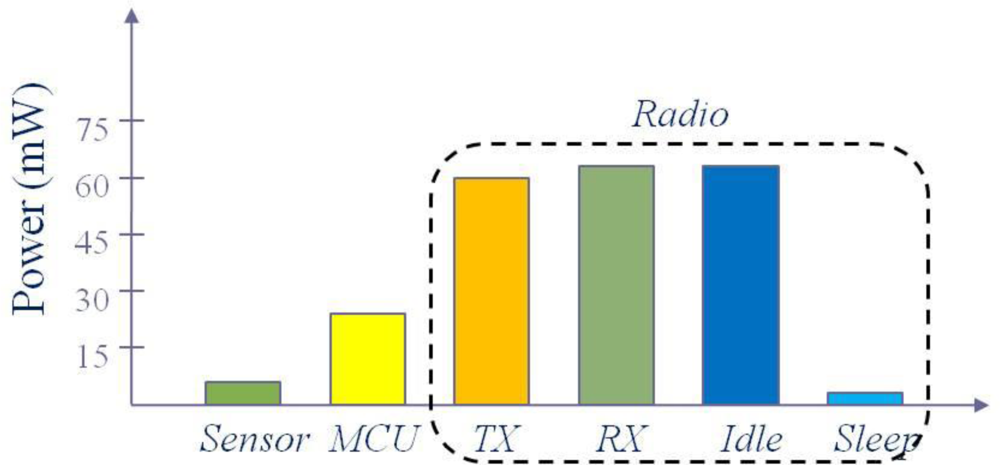 Power (mW)
75
60
45
30
15
Radio
Sensor MCU TX RX Idle Sleep